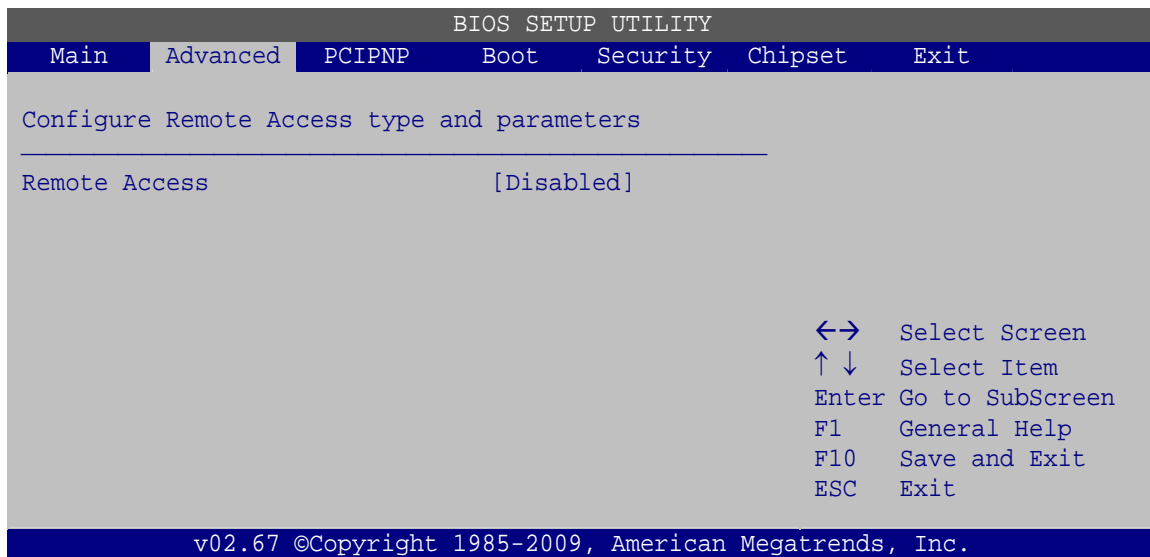 BIOS SETUP UTILITY
Main Advanced PCIPNP Boot Security Chipset Exit
Configure Remote Access type and parameters
Remote Access [Disabled]
←→ Select Screen
↑ ↓ Select Item
Enter Go to SubScreen
F1 General Help
F10 Save and Exit
ESC Exit
v02.67 ©Copyright 1985-2009, American Megatrends, Inc.